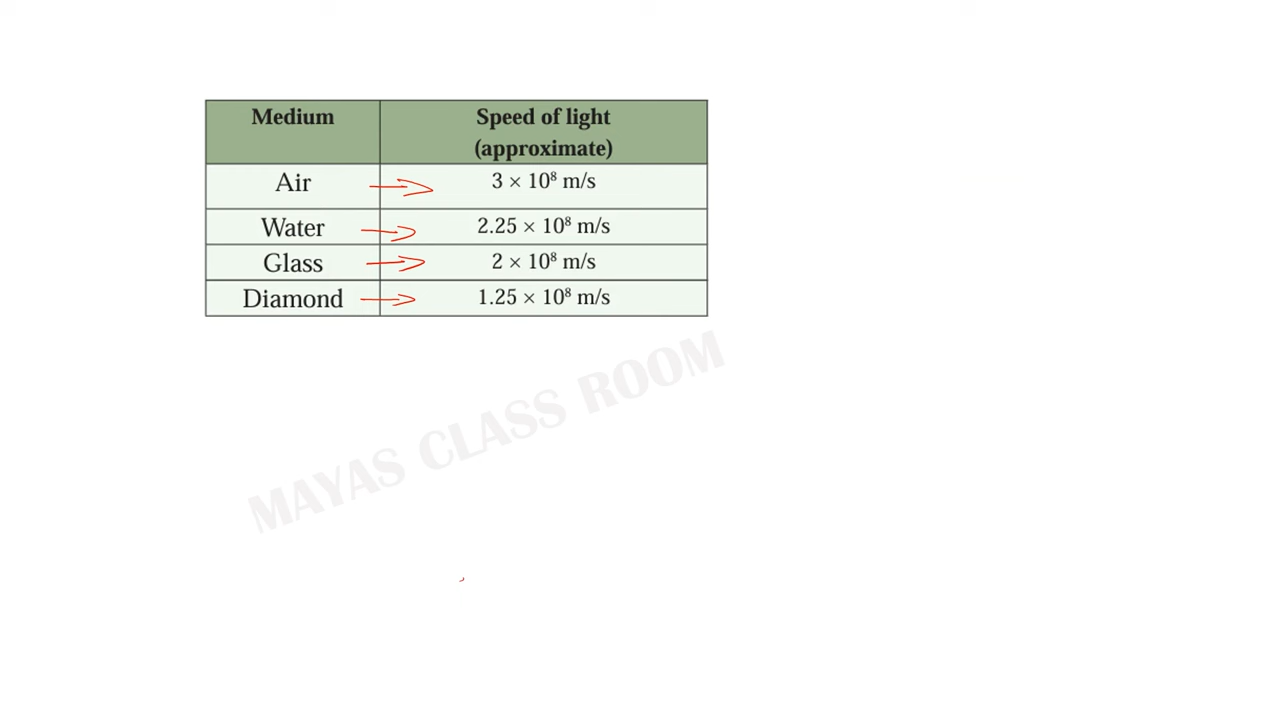 Medium Speed of light
(approximate)
Air 3 × 10⁸ m/s
Water 2.25 × 10⁸ m/s
Glass 2 × 10⁸ m/s
Diamond 1.25 × 10⁸ m/s
MAYAS CLASS ROOM